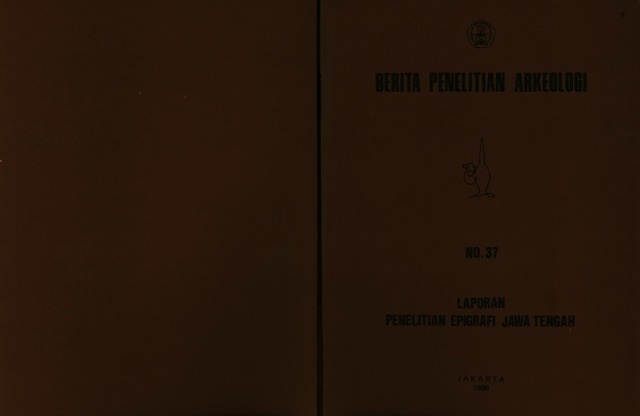 BERITA PENELITIAN ARKEOLOGI
NO. 37
LAPORAN
PENELITIAN EPIGRAFI JAWA TENGAH
JAKARTA